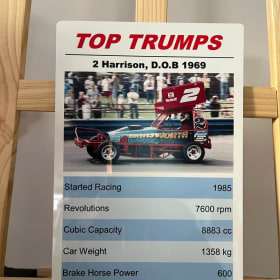 TOP TRUMPS
2 Harrison, D.O.B 1969
2
Started Racing 1985
Revolutions 7600 rpm
Cubic Capacity 8883 cc
Car Weight 1358 kg
Brake Horse Power 600